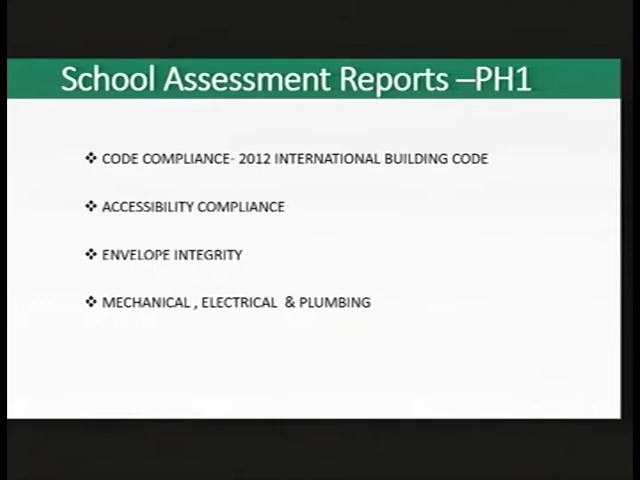 School Assessment Reports –PH1
❖ CODE COMPLIANCE- 2012 INTERNATIONAL BUILDING CODE
❖ ACCESSIBILITY COMPLIANCE
❖ ENVELOPE INTEGRITY
❖ MECHANICAL , ELECTRICAL & PLUMBING